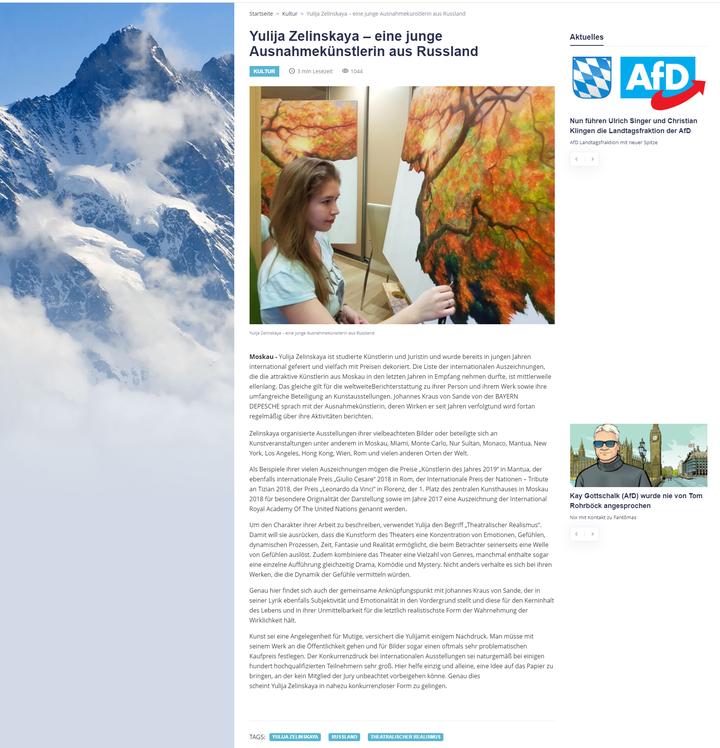 Startseite » Kultur » Yulija Zelinskaya – eine junge Ausnahmekünstlerin aus Russland
Yulija Zelinskaya – eine junge
Ausnahmekünstlerin aus Russland
KULTUR 3 min Lesezeit 1044
Yulija Zelinskaya – eine junge Ausnahmekünstlerin aus Russland
Moskau - Yulija Zelinskaya ist studierte Künstlerin und Juristin und wurde bereits in jungen Jahren
international gefeiert und vielfach mit Preisen dekoriert. Die Liste der internationalen Auszeichnungen,
die die attraktive Künstlerin aus Moskau in den letzten Jahren in Empfang nehmen durfte, ist mittlerweile
ellenlang. Das gleiche gilt für die weltweiteBerichterstattung zu ihrer Person und ihrem Werk sowie ihre
umfangreiche Beteiligung an Kunstausstellungen. Johannes Kraus von Sande von der BAYERN
DEPESCHE sprach mit der Ausnahmekünstlerin, deren Wirken er seit Jahren verfolgtund wird fortan
regelmäßig über ihre Aktivitäten berichten.
Zelinskaya organisierte Ausstellungen ihrer vielbeachteten Bilder oder beteiligte sich an
Kunstveranstaltungen unter anderem in Moskau, Miami, Monte Carlo, Nur Sultan, Monaco, Mantua, New
York, Los Angeles, Hong Kong, Wien, Rom und vielen anderen Orten der Welt.
Als Beispiele ihrer vielen Auszeichnungen mögen die Preise „Künstlerin des Jahres 2019" in Mantua, der
ebenfalls internationale Preis „Giulio Cesare" 2018 in Rom, der Internationale Preis der Nationen – Tribute
an Tizian 2018, der Preis „Leonardo da Vinci" in Florenz, der 1. Platz des zentralen Kunsthauses in Moskau
2018 für besondere Originalität der Darstellung sowie im Jahre 2017 eine Auszeichnung der International
Royal Academy Of The United Nations genannt werden.
Um den Charakter ihrer Arbeit zu beschreiben, verwendet Yulija den Begriff „Theatralischer Realismus".
Damit will sie ausrücken, dass die Kunstform des Theaters eine Konzentration von Emotionen, Gefühlen,
dynamischen Prozessen, Zeit, Fantasie und Realität ermöglicht, die beim Betrachter seinerseits eine Welle
von Gefühlen auslöst. Zudem kombiniere das Theater eine Vielzahl von Genres, manchmal enthalte sogar
eine einzelne Aufführung gleichzeitig Drama, Komödie und Mystery. Nicht anders verhalte es sich bei ihren
Werken, die die Dynamik der Gefühle vermitteln würden.
Genau hier findet sich auch der gemeinsame Anknüpfungspunkt mit Johannes Kraus von Sande, der in
seiner Lyrik ebenfalls Subjektivität und Emotionalität in den Vordergrund stellt und diese für den Kerninhalt
des Lebens und in ihrer Unmittelbarkeit für die letztlich realistischste Form der Wahrnehmung der
Wirklichkeit hält.
Kunst sei eine Angelegenheit für Mutige, versichert die Yulijamit einigem Nachdruck. Man müsse mit
seinem Werk an die Öffentlichkeit gehen und für Bilder sogar einen oftmals sehr problematischen
Kaufpreis festlegen. Der Konkurrenzdruck bei internationalen Ausstellungen sei naturgemäß bei einigen
hundert hochqualifizierten Teilnehmern sehr groß. Hier helfe einzig und alleine, eine Idee auf das Papier zu
bringen, an der kein Mitglied der Jury unbeachtet vorbeigehen könne. Genau dies
scheint Yulija Zelinskaya in nahezu konkurrenzloser Form zu gelingen.
TAGS: YULIJA ZELINSKAYA RUSSLAND THEATRALISCHER REALISMUS
Aktuelles
AfD
Nun führen Ulrich Singer und Christian
Klingen die Landtagsfraktion der AfD
AfD Landtagsfraktion mit neuer Spitze
Kay Gottschalk (AfD) wurde nie von Tom
Rohrböck angesprochen
Nix mit Kontakt zu Fantômas